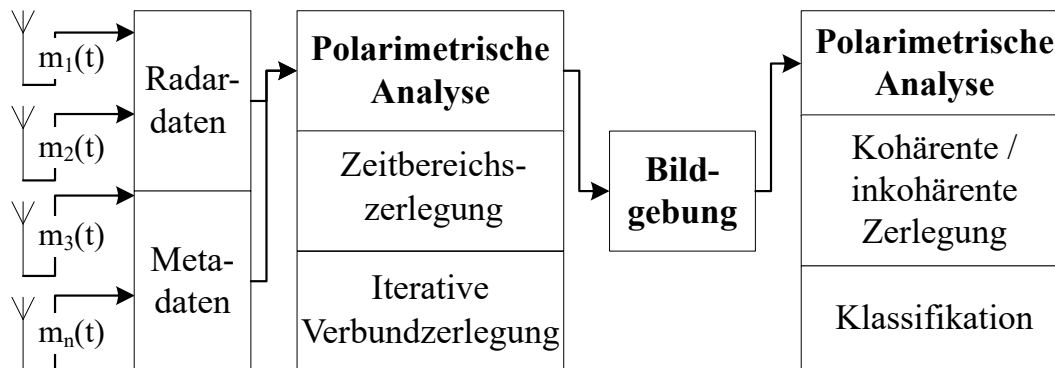 m1(t)
m2(t)
m3(t)
mn(t)
Radar-
daten
Meta-
daten
Polarimetrische
Analyse
Zeitbereichs-
zerlegung
Iterative
Verbundzerlegung
Bild-
gebung
Polarimetrische
Analyse
Kohärente /
inkohärente
Zerlegung
Klassifikation